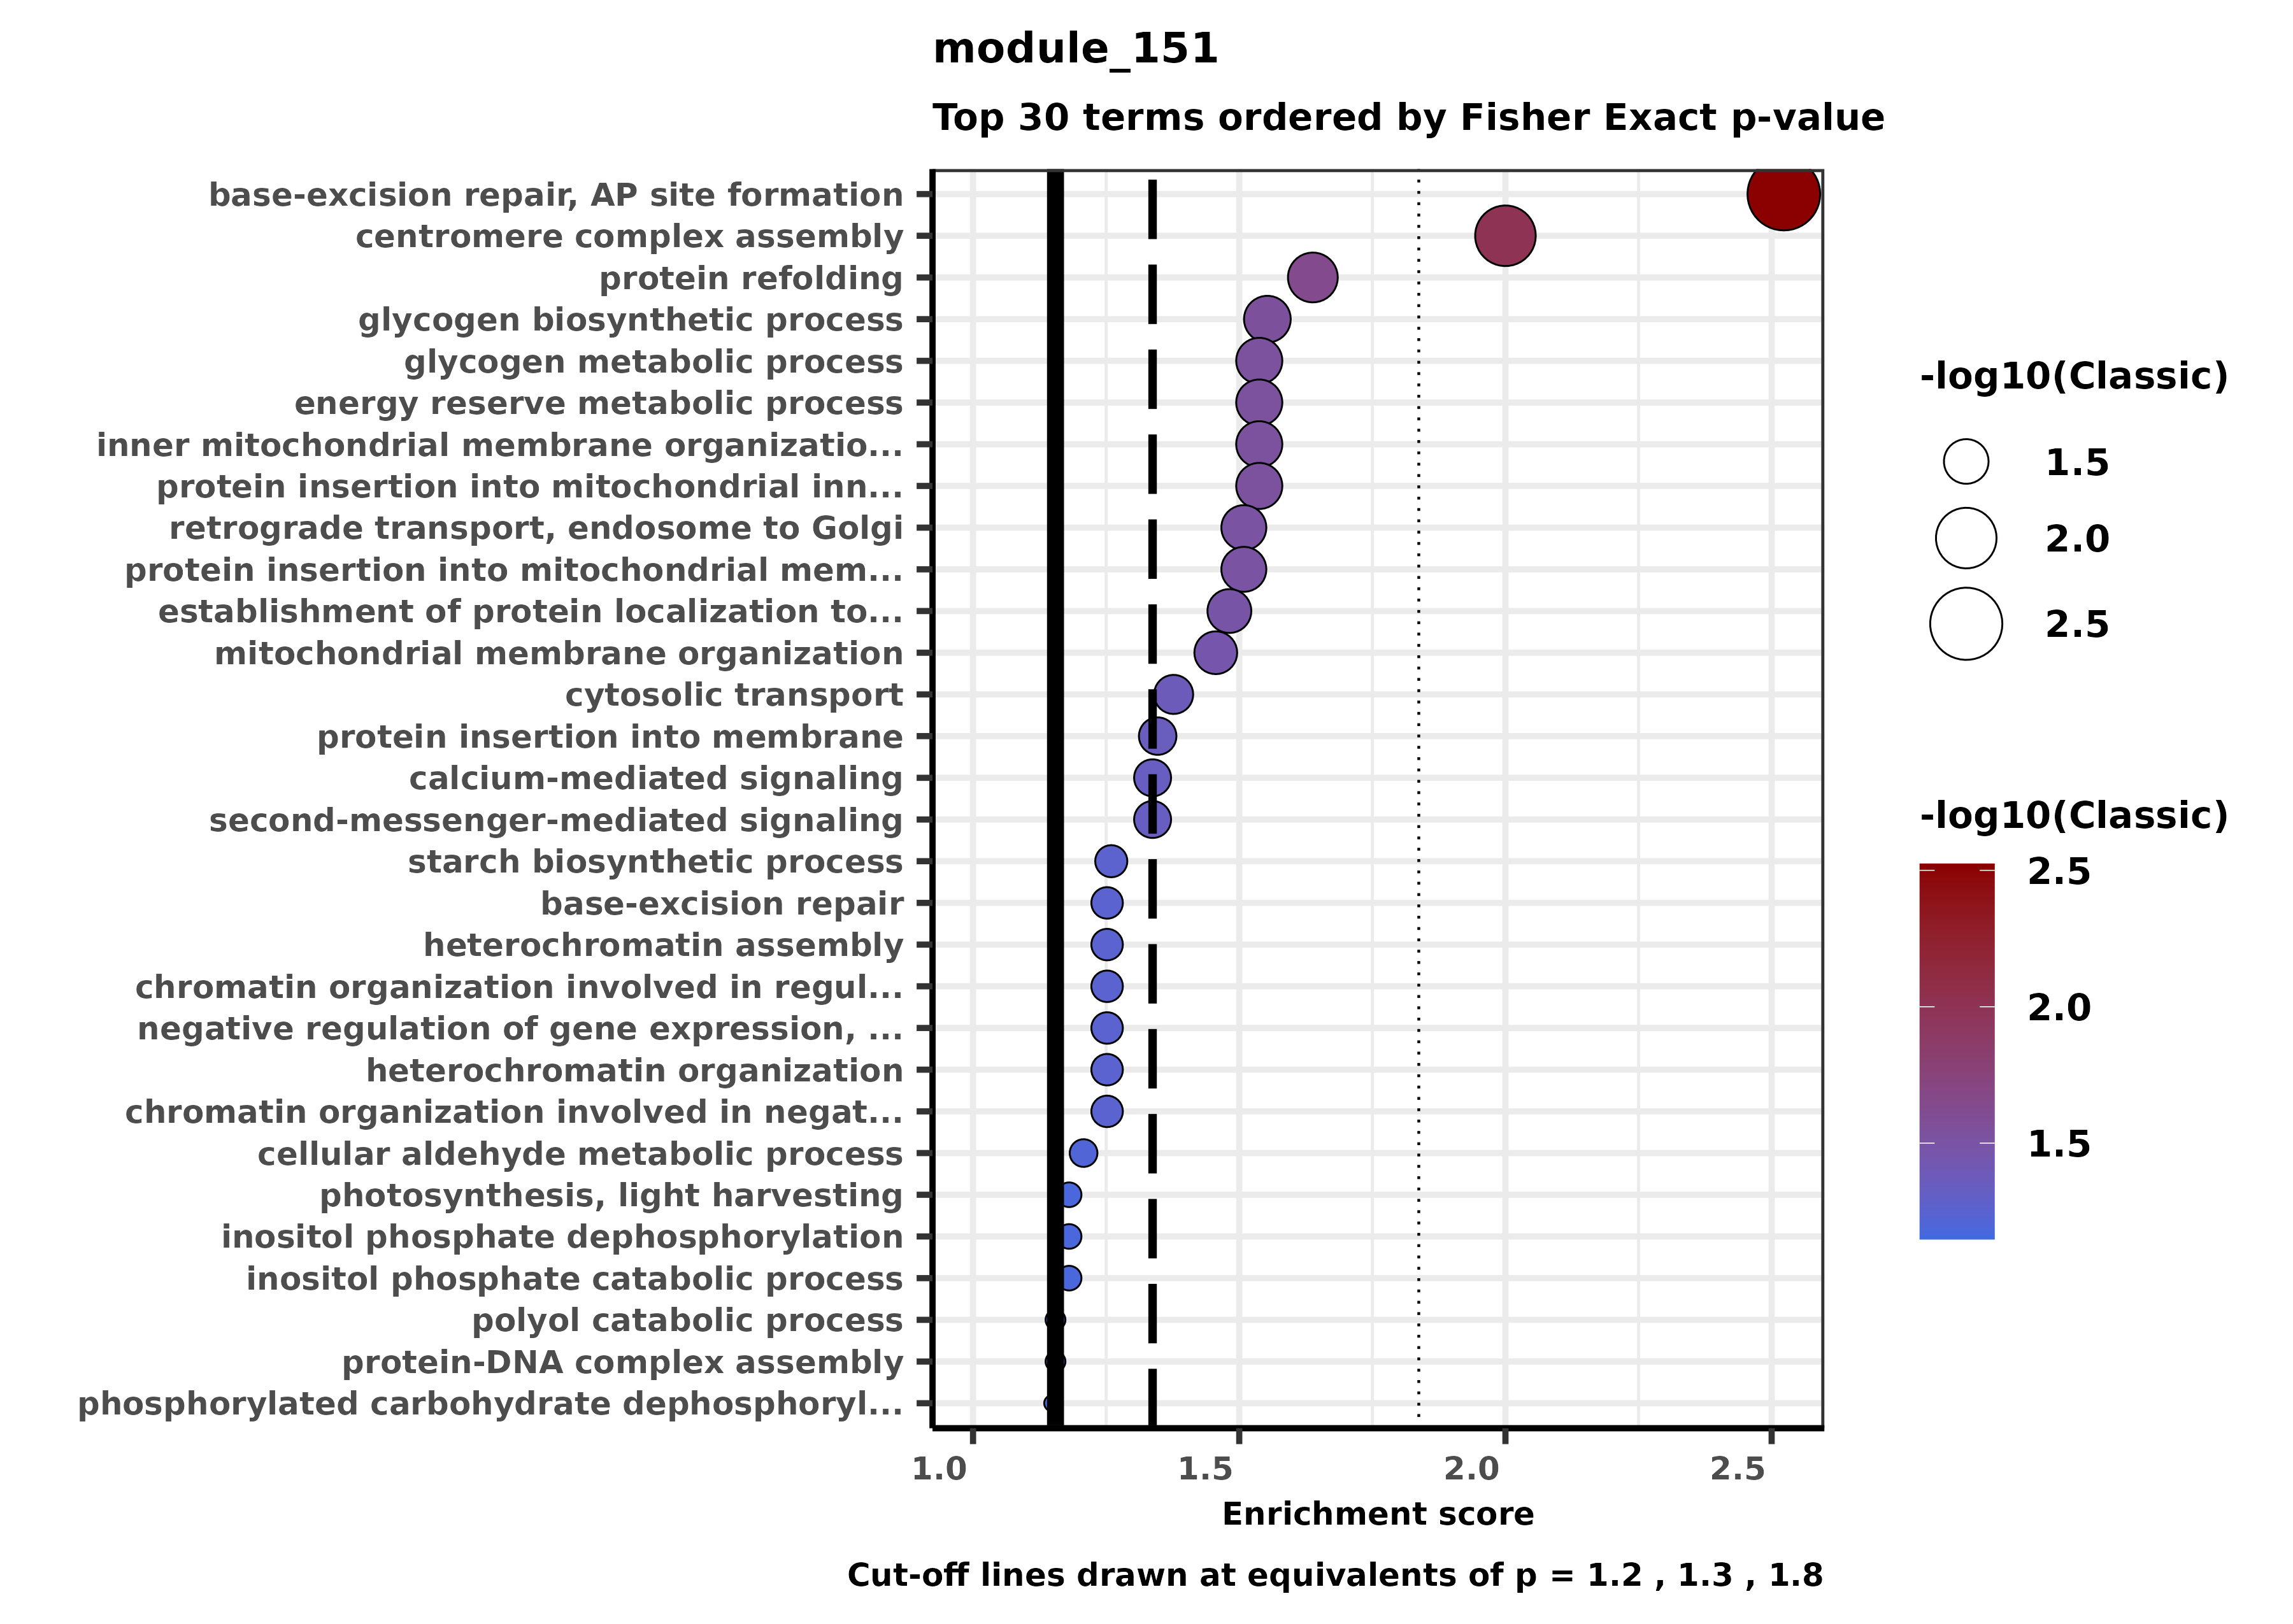 module_151
Top 30 terms ordered by Fisher Exact p-value
base-excision repair, AP site formation
centromere complex assembly
protein refolding
glycogen biosynthetic process
glycogen metabolic process
energy reserve metabolic process
inner mitochondrial membrane organizatio...
protein insertion into mitochondrial inn...
retrograde transport, endosome to Golgi
protein insertion into mitochondrial mem...
establishment of protein localization to...
mitochondrial membrane organization
cytosolic transport
protein insertion into membrane
calcium-mediated signaling
second-messenger-mediated signaling
starch biosynthetic process
base-excision repair
heterochromatin assembly
chromatin organization involved in regul...
negative regulation of gene expression, ...
heterochromatin organization
chromatin organization involved in negat...
cellular aldehyde metabolic process
photosynthesis, light harvesting
inositol phosphate dephosphorylation
inositol phosphate catabolic process
polyol catabolic process
protein-DNA complex assembly
phosphorylated carbohydrate dephosphoryl...
1.0 1.5 2.0 2.5
Enrichment score
Cut-off lines drawn at equivalents of p = 1.2 , 1.3 , 1.8
-log10(Classic)
1.5
2.0
2.5
-log10(Classic)
2.5
2.0
1.5